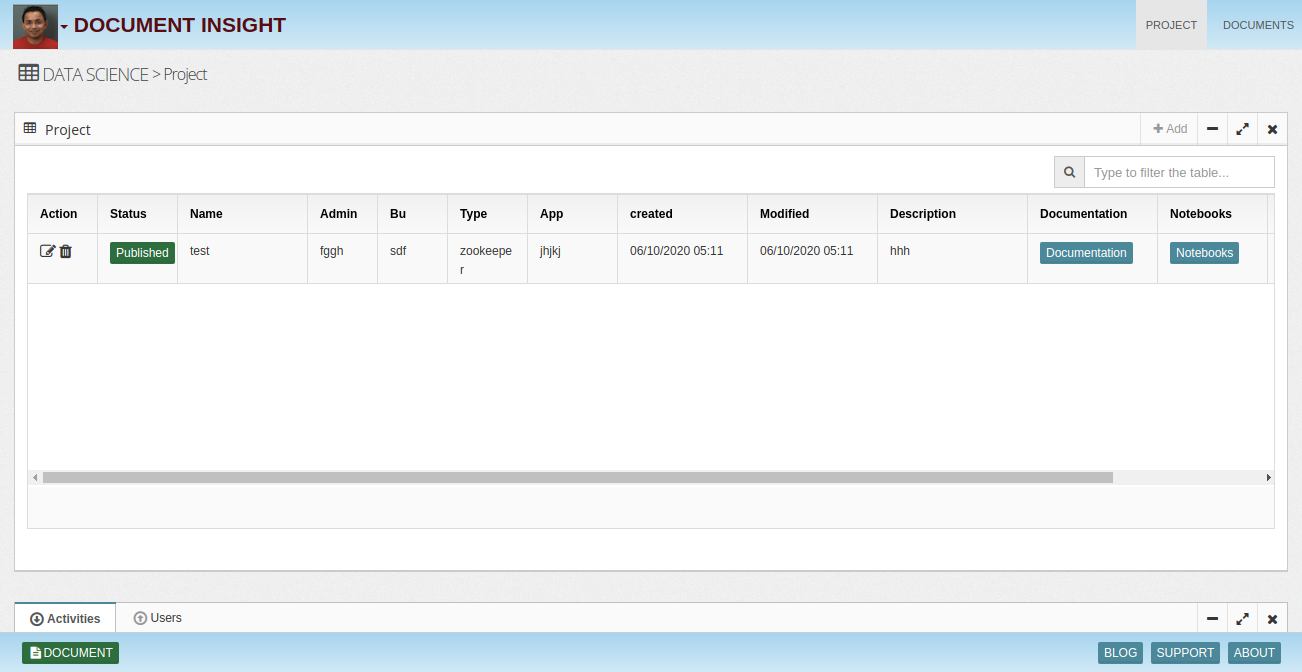 DOCUMENT INSIGHT
PROJECT DOCUMENTS
DATA SCIENCE > Project
Project
Add
Type to filter the table...
Action Status Name Admin Bu Type App created Modified Description Documentation Notebooks
Published test fggh sdf zookeepe jhjkj 06/10/2020 05:11 06/10/2020 05:11 hhh Documentation Notebooks
r
Activities Users
DOCUMENT BLOG SUPPORT ABOUT